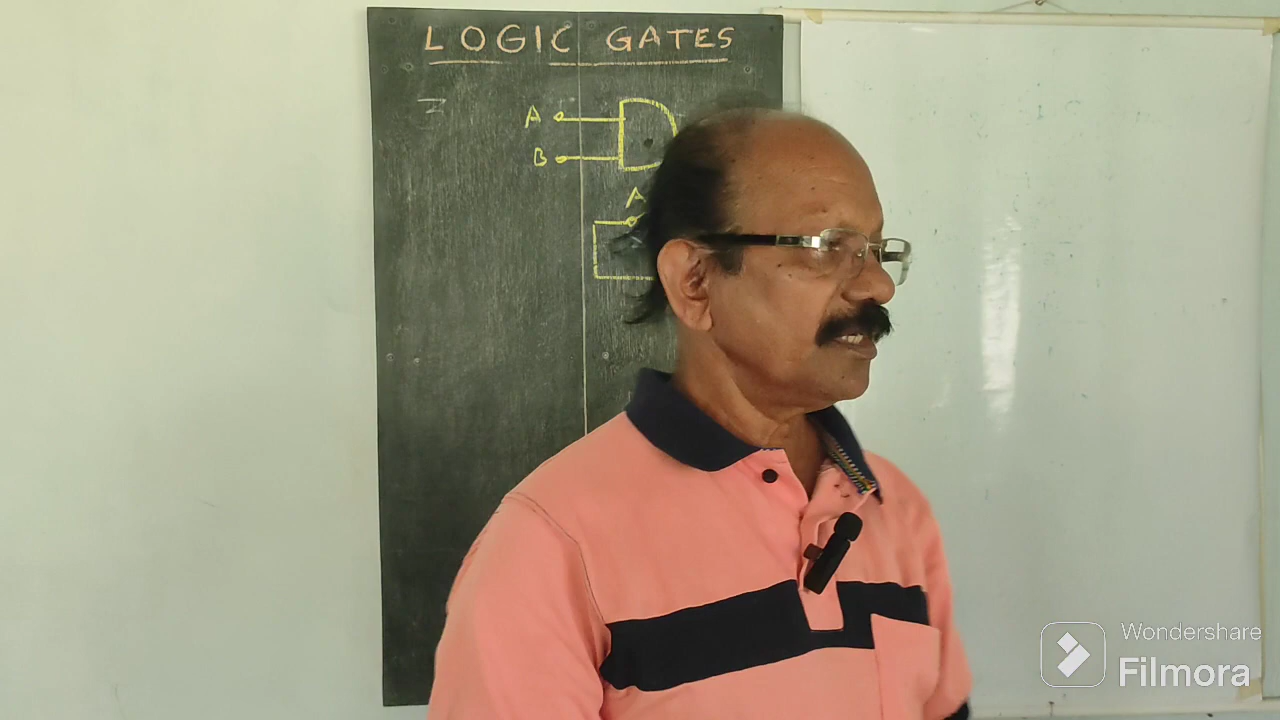 LOGIC GATES
A
B
A
Wondershare
Filmora